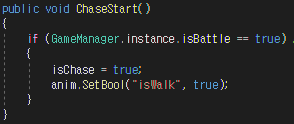 public void ChaseStart()
{
if (GameManager.instance.isBattle == true)
{
isChase = true;
anim.SetBool("isWalk", true);
}
}